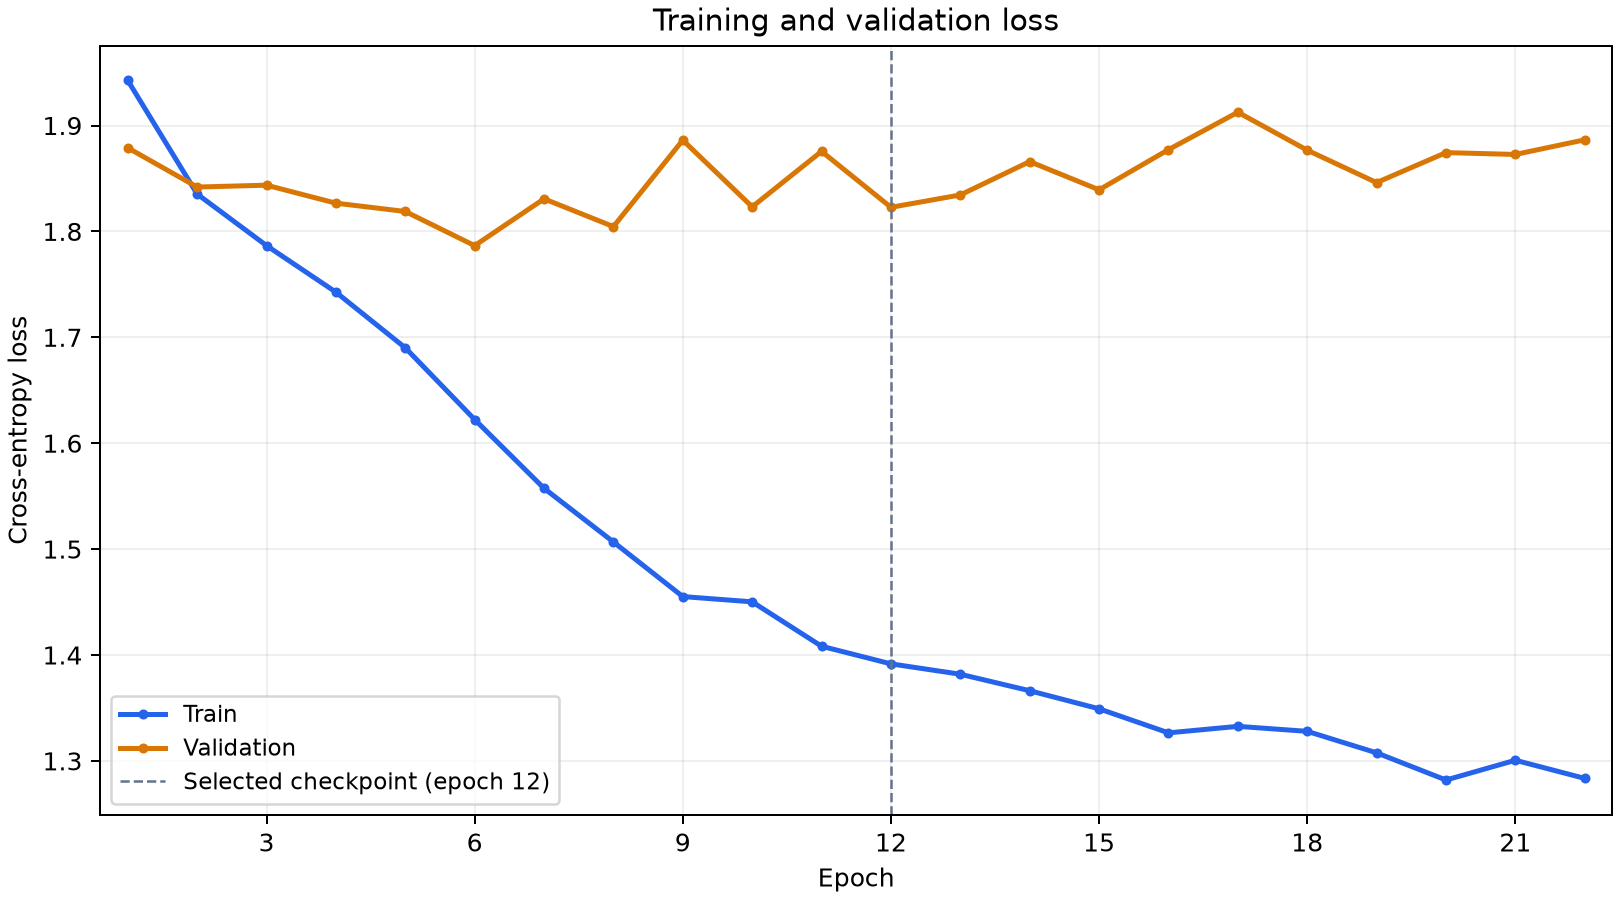 Training and validation loss
Cross-entropy loss
1.9
1.8
1.7
1.6
1.5
1.4
1.3
Train
Validation
Selected checkpoint (epoch 12)
3 6 9 12 15 18 21
Epoch